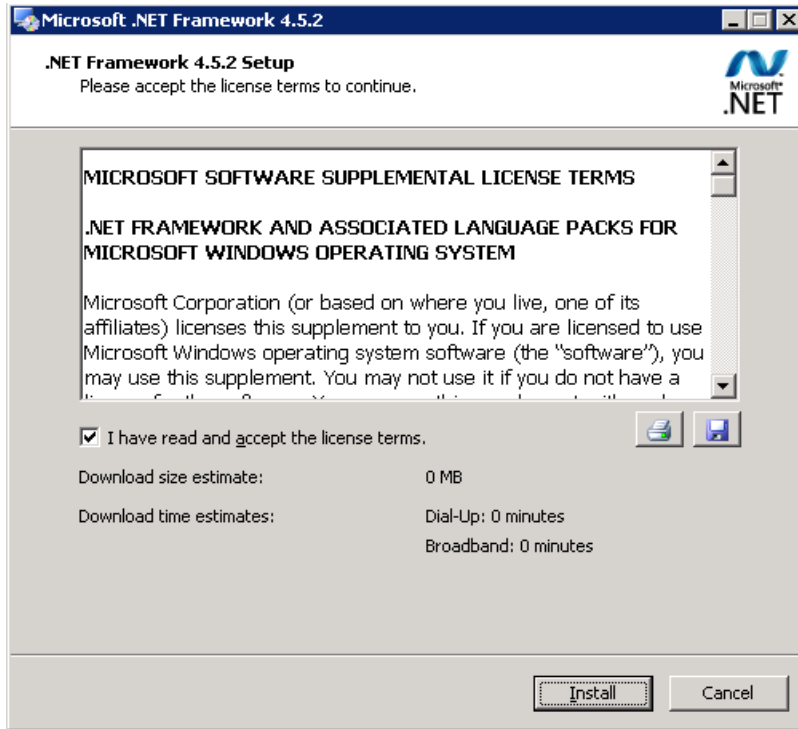 Microsoft .NET Framework 4.5.2
.NET Framework 4.5.2 Setup
Please accept the license terms to continue.
Microsoft®
.NET
MICROSOFT SOFTWARE SUPPLEMENTAL LICENSE TERMS
.NET FRAMEWORK AND ASSOCIATED LANGUAGE PACKS FOR
MICROSOFT WINDOWS OPERATING SYSTEM
Microsoft Corporation (or based on where you live, one of its
affiliates) licenses this supplement to you. If you are licensed to use
Microsoft Windows operating system software (the "software"), you
may use this supplement. You may not use it if you do not have a
I have read and accept the license terms.
Download size estimate: 0 MB
Download time estimates: Dial-Up: 0 minutes
Broadband: 0 minutes
Install Cancel